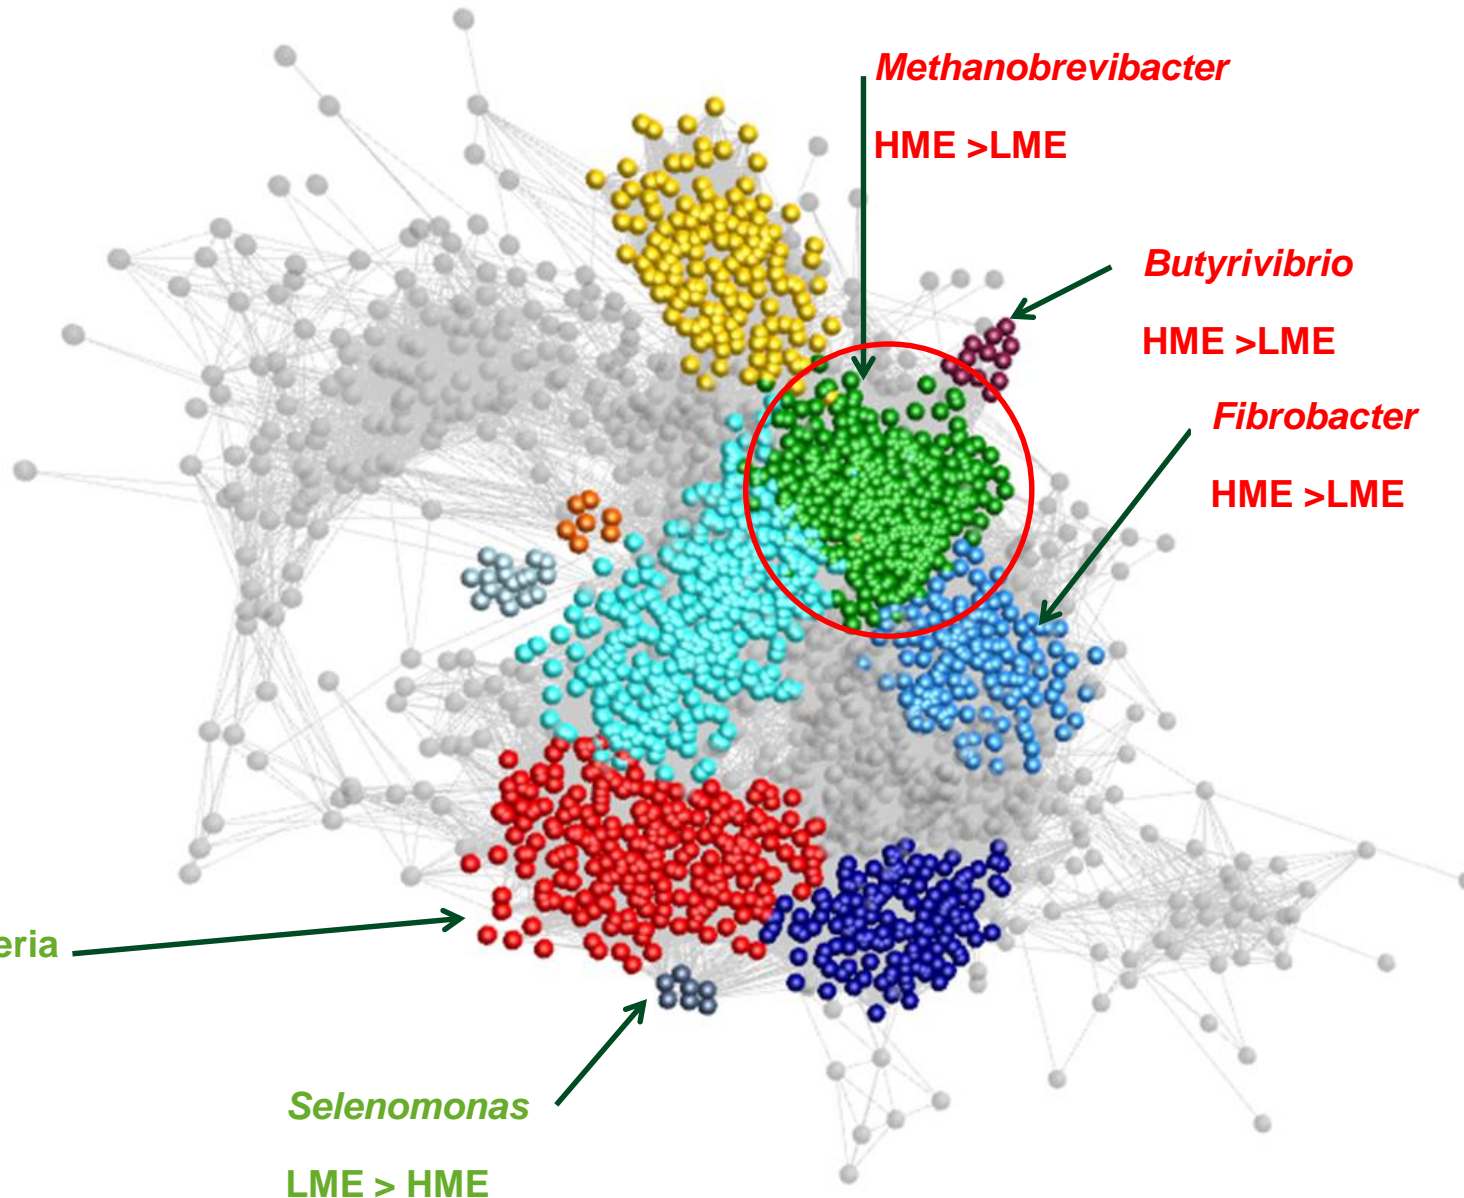 Methanobrevibacter
HME >LME
Butyrivibrio
HME >LME
Fibrobacter
HME >LME
eria
Selenomonas
LME > HME